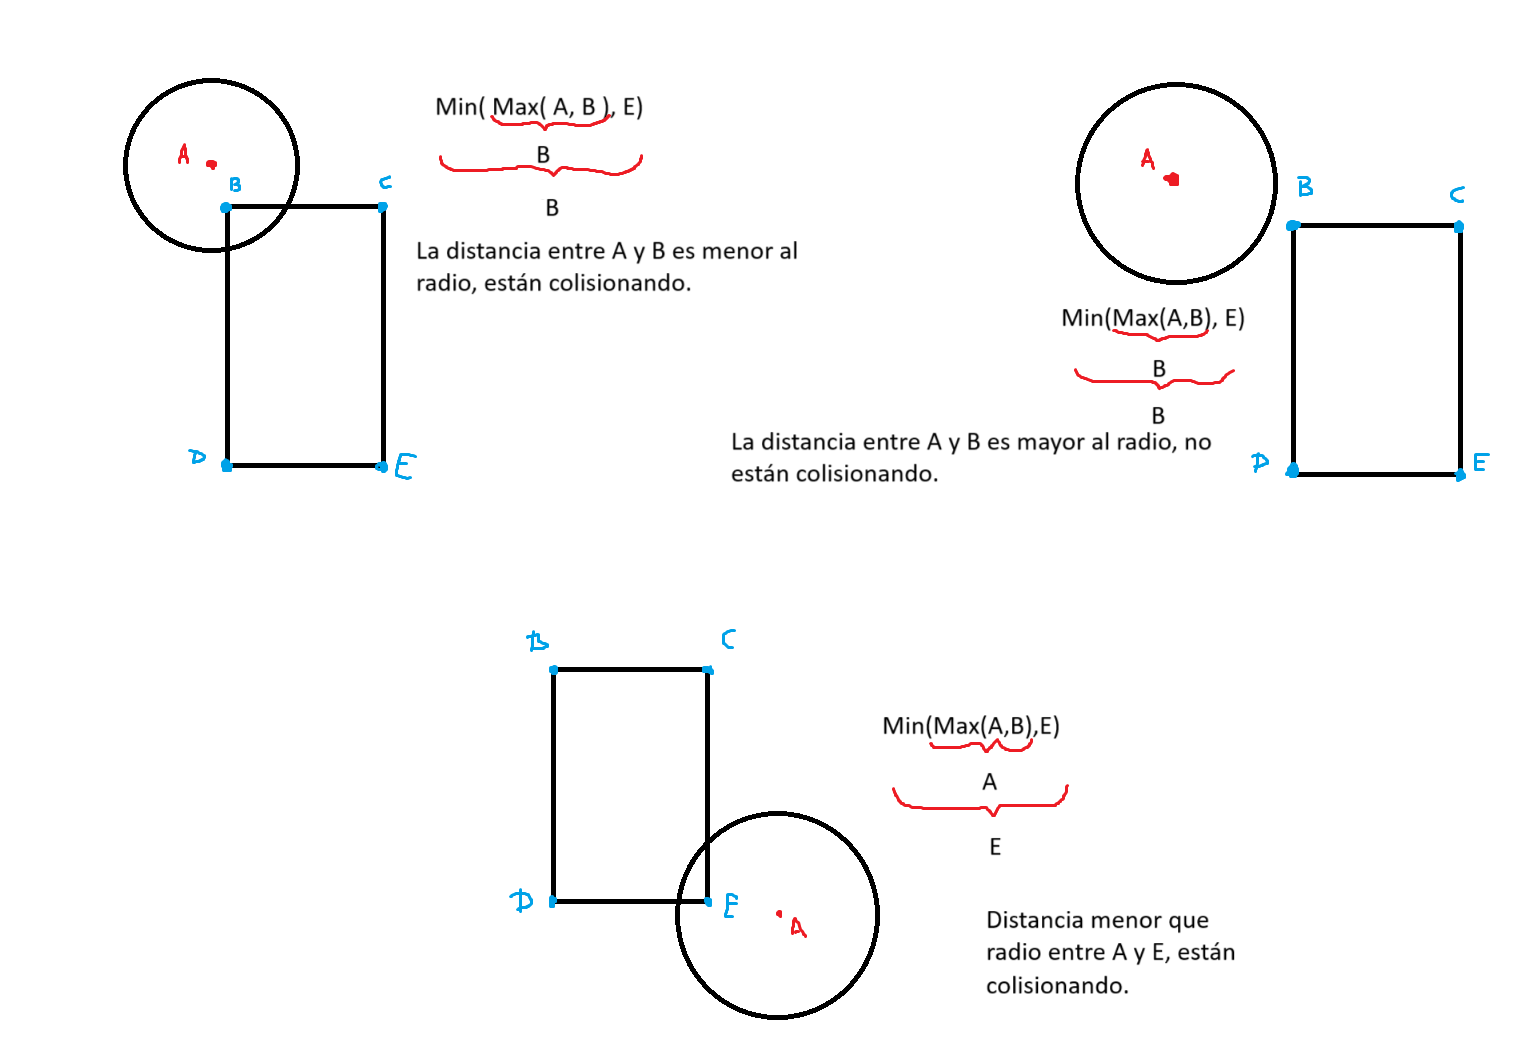 A
B
C
D
E
Min( Max( A, B ), E)
B
B
La distancia entre A y B es menor al
radio, están colisionando.
A
B
C
D
E
Min(Max(A,B), E)
B
B
La distancia entre A y B es mayor al radio, no
están colisionando.
B
C
D
E
A
Min(Max(A,B),E)
A
E
Distancia menor que
radio entre A y E, están
colisionando.